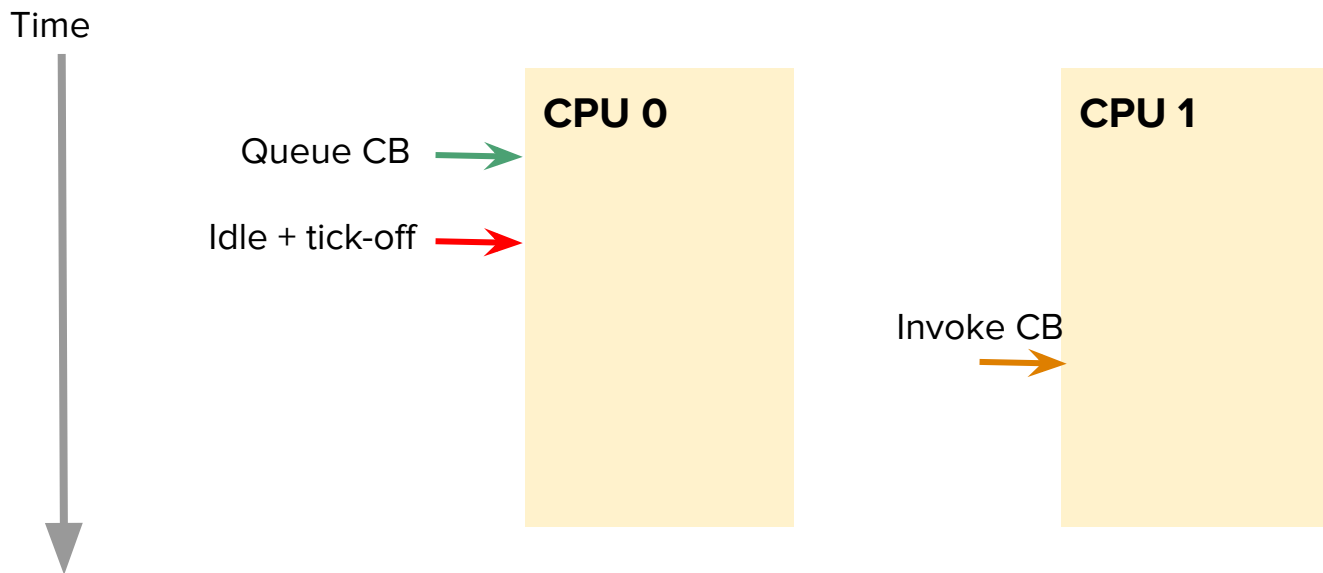 Time
CPU 0
CPU 1
Queue CB
Idle + tick-off
Invoke CB